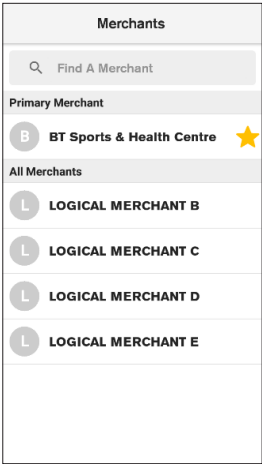 Merchants
Find A Merchant
Primary Merchant
B BT Sports & Health Centre
All Merchants
L LOGICAL MERCHANT B
L LOGICAL MERCHANT C
L LOGICAL MERCHANT D
L LOGICAL MERCHANT E